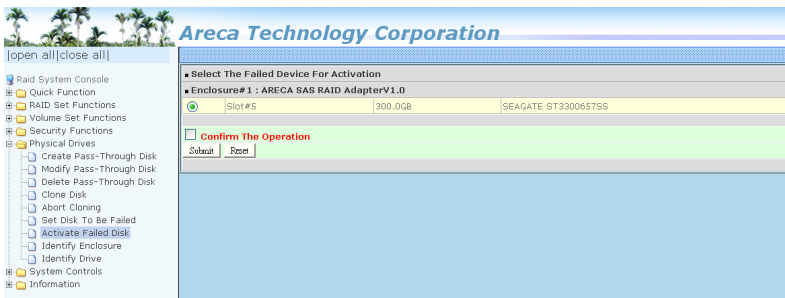 Areca Technology Corporation
|open all|close all|
Raid System Console
Quick Function
RAID Set Functions
Volume Set Functions
Security Functions
Physical Drives
Create Pass-Through Disk
Modify Pass-Through Disk
Delete Pass-Through Disk
Clone Disk
Abort Cloning
Set Disk To Be Failed
Activate Failed Disk
Identify Enclosure
Identify Drive
System Controls
Information
Select The Failed Device For Activation
Enclosure#1 : ARECA SAS RAID AdapterV1.0
Slot#5 300.0GB SEAGATE ST3300657SS
Confirm The Operation
Submit Reset